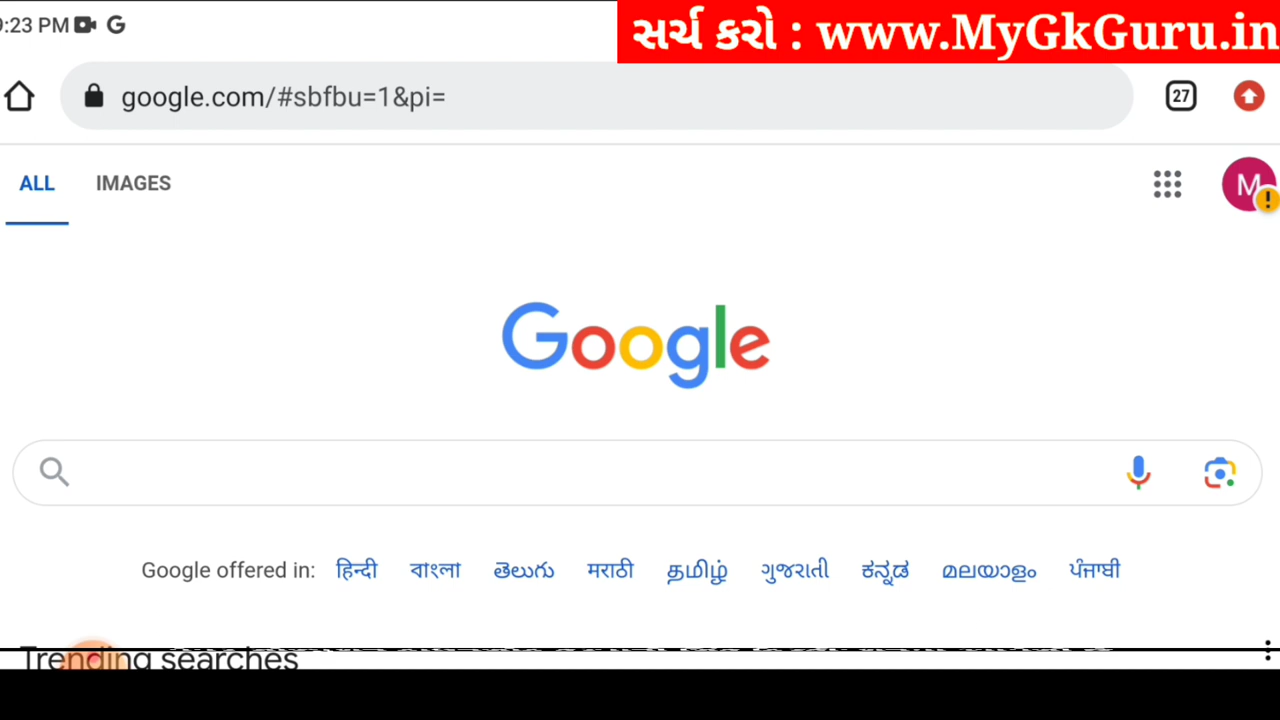 9:23 PM
સર્ચ કરો : www.MyGkGuru.in
google.com/#sbfbu=1&pi=
27
ALL IMAGES
M
Google
Google offered in: हिन्दी বাংলা తెలుగు मराठी தமிழ் ગુજરાતી ಕನ್ನಡ മലയാളം ਪੰਜਾਬੀ
Trending searches